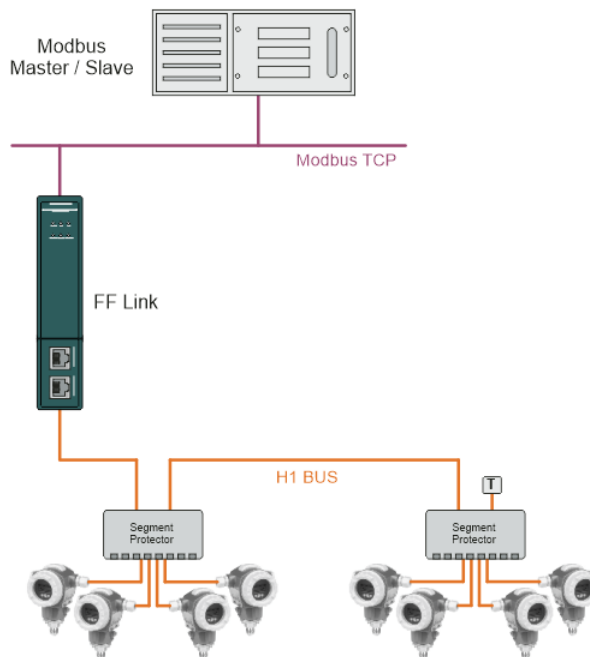 Modbus
Master / Slave
Modbus TCP
FF Link
H1 BUS
T
Segment
Protector
Segment
Protector